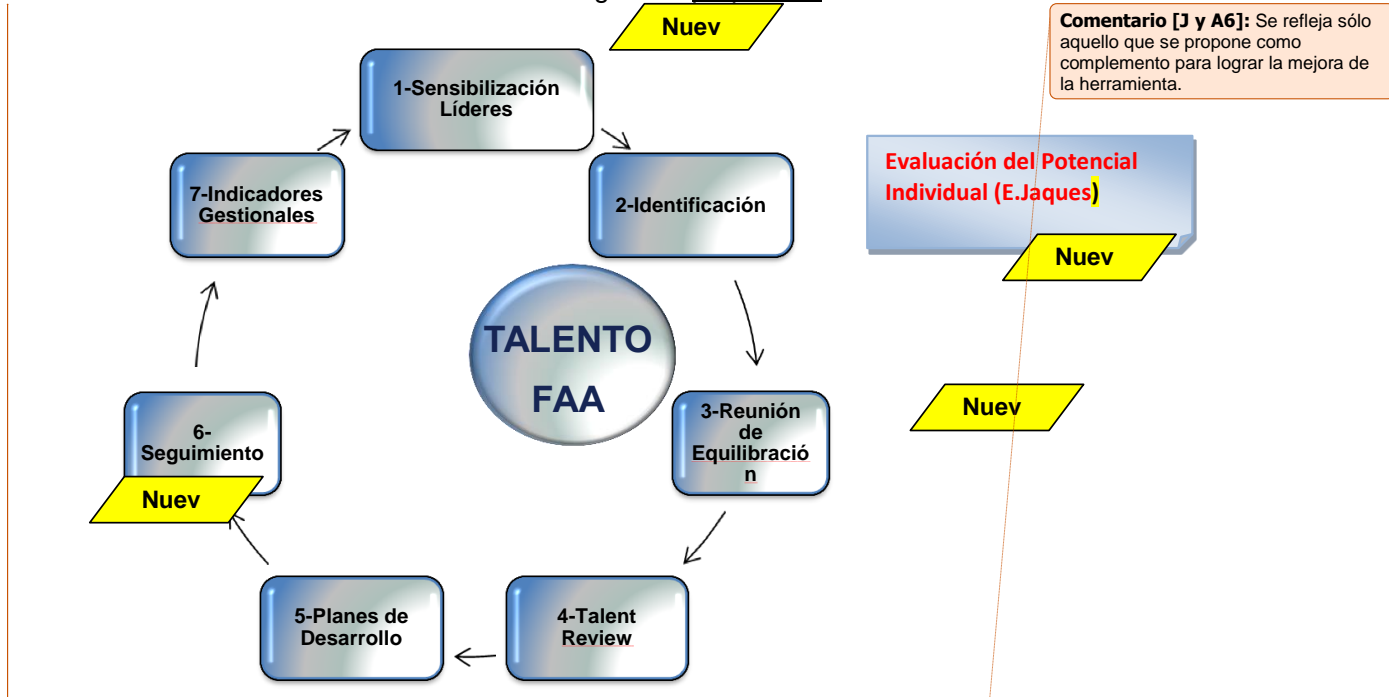 Nuev
Comentario [J y A6]: Se refleja sólo
aquello que se propone como
complemento para lograr la mejora de
la herramienta.
1-Sensibilización
Líderes
7-Indicadores
Gestionales
2-Identificación
Evaluación del Potencial
Individual (E.Jaques)
Nuev
TALENTO
FAA
6-
Seguimiento
Nuev
3-Reunión
de
Equilibració
n
Nuev
5-Planes de
Desarrollo
4-Talent
Review